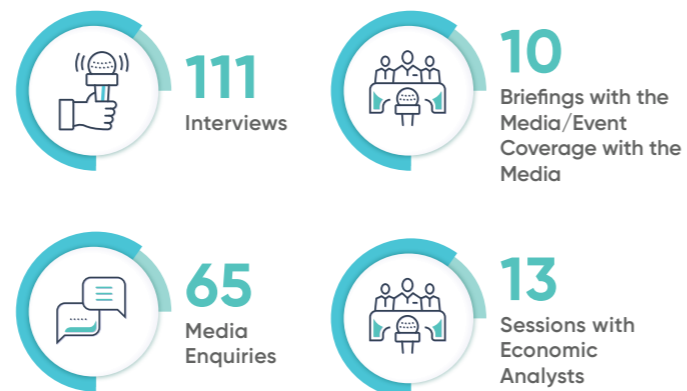 111
Interviews
10
Briefings with the
Media/Event
Coverage with the
Media
65
Media
Enquiries
13
Sessions with
Economic
Analysts